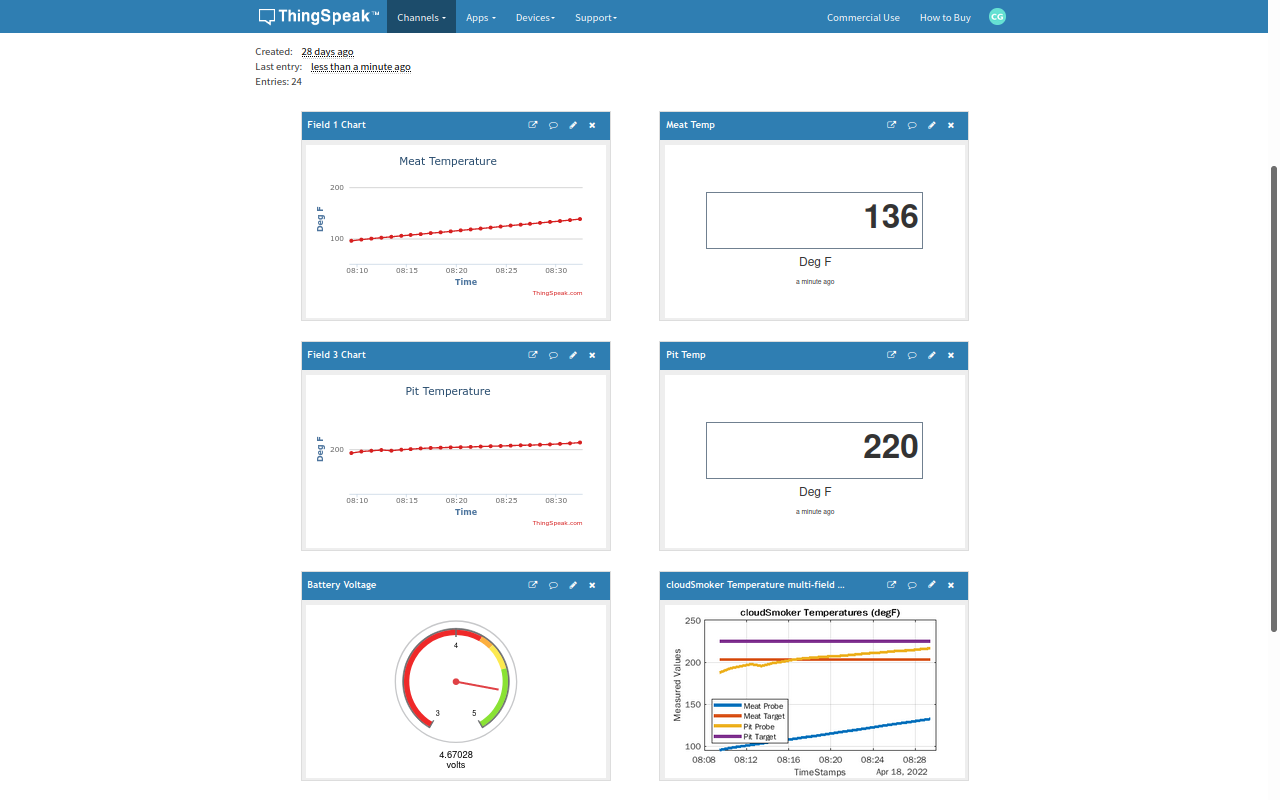 ThingSpeak™ Channels Apps Devices Support Commercial Use How to Buy CG
Created: 28 days ago
Last entry: less than a minute ago
Entries: 24
Field 1 Chart
Meat Temperature
Deg F
200
100
08:10 08:15 08:20 08:25 08:30
Time
ThingSpeak.com
Meat Temp
136
Deg F
a minute ago
Field 3 Chart
Pit Temperature
Deg F
200
08:10 08:15 08:20 08:25 08:30
Time
ThingSpeak.com
Pit Temp
220
Deg F
a minute ago
Battery Voltage
4
3 5
4.67028
volts
cloudSmoker Temperature multi-field ...
cloudSmoker Temperatures (degF)
Measured Values
250
200
150
100
Meat Probe
Meat Target
Pit Probe
Pit Target
08:08 08:12 08:16 08:20 08:24 08:28
TimeStamps Apr 18, 2022